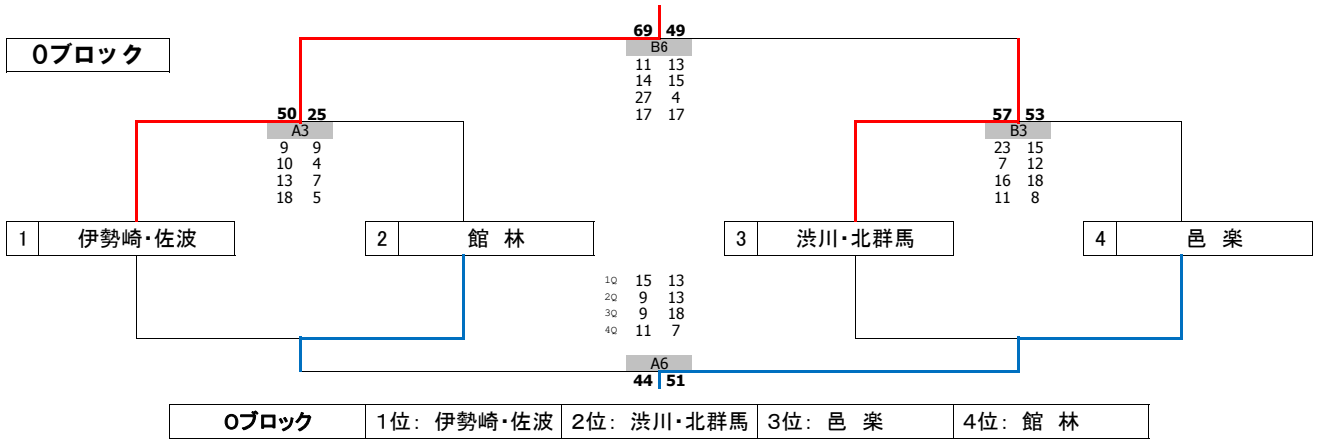 Oブロック
69 49
B6
11 13
14 15
27 4
17 17
50 25
A3
9 9
10 4
13 7
18 5
57 53
B3
23 15
7 12
16 18
11 8
1 伊勢崎・佐波
2 館 林
3 渋川・北群馬
4 邑 楽
1Q 15 13
2Q 9 13
3Q 9 18
4Q 11 7
A6
44 51
Oブロック 1位: 伊勢崎・佐波 2位: 渋川・北群馬 3位: 邑 楽 4位: 館 林